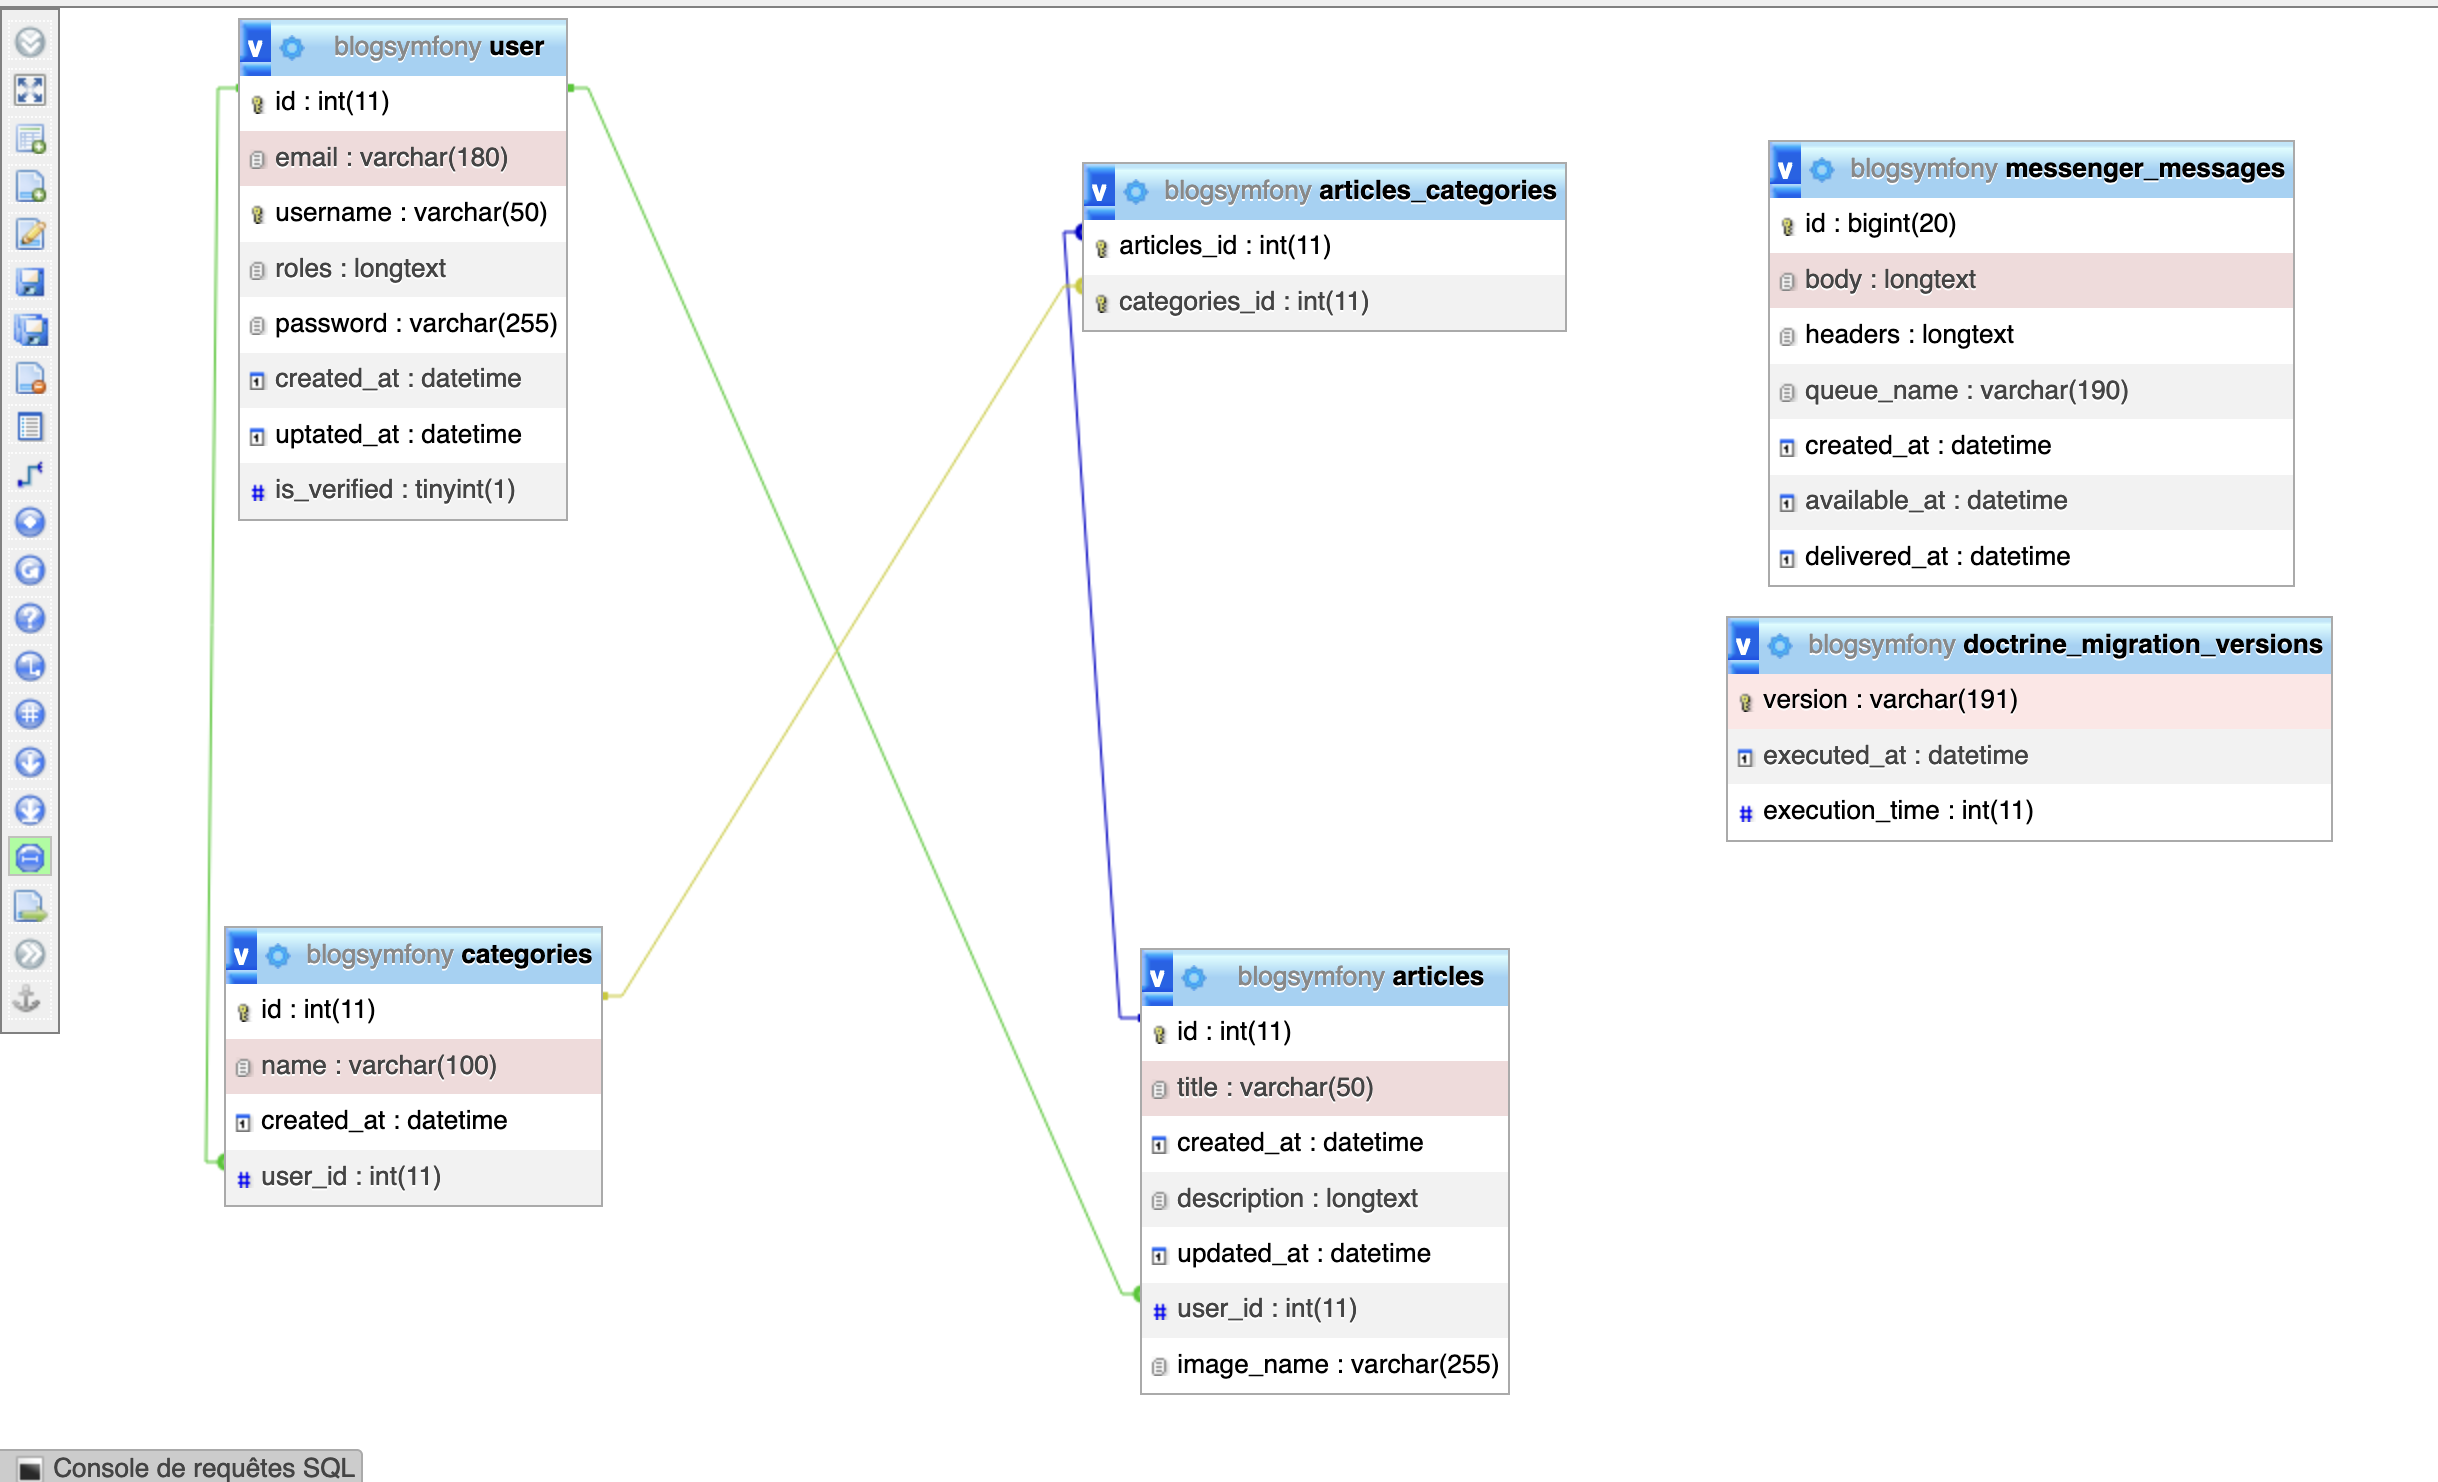 blogsymfony user
id : int(11)
email : varchar(180)
username : varchar(50)
roles : longtext
password : varchar(255)
created_at : datetime
uptated_at : datetime
is_verified : tinyint(1)
blogsymfony articles_categories
articles_id : int(11)
categories_id : int(11)
blogsymfony messenger_messages
id : bigint(20)
body : longtext
headers : longtext
queue_name : varchar(190)
created_at : datetime
available_at : datetime
delivered_at : datetime
blogsymfony doctrine_migration_versions
version : varchar(191)
executed_at : datetime
execution_time : int(11)
blogsymfony categories
id : int(11)
name : varchar(100)
created_at : datetime
user_id : int(11)
blogsymfony articles
id : int(11)
title : varchar(50)
created_at : datetime
description : longtext
updated_at : datetime
user_id : int(11)
image_name : varchar(255)
Console de requêtes SQL